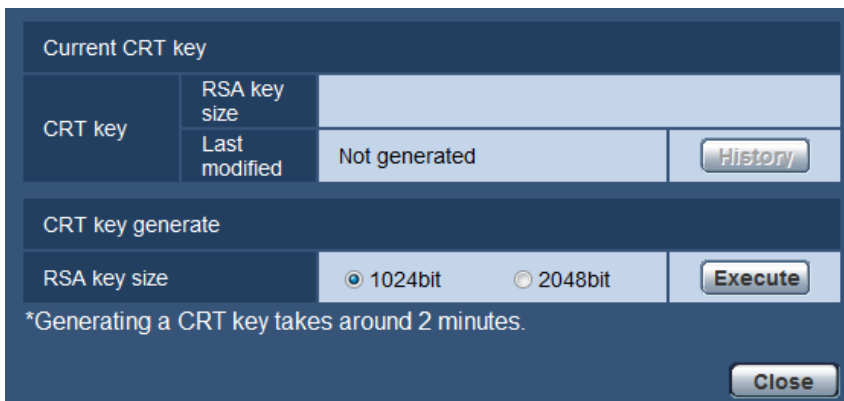 Current CRT key
CRT key
RSA key
size
Last
modified
Not generated
History
CRT key generate
RSA key size
1024bit
2048bit
Execute
*Generating a CRT key takes around 2 minutes.
Close